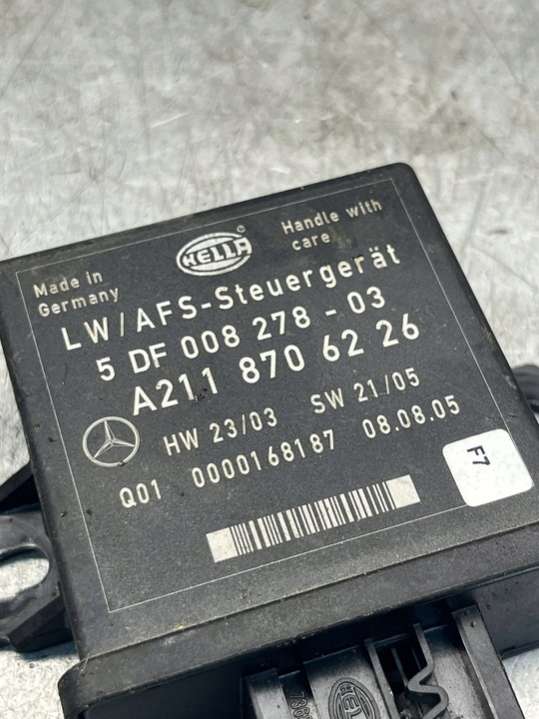 HELLA
Handle with
care
Made in
Germany
LW/AFS-Steuergerät
5 DF 008 278 - 03
A211 870 62 26
HW 23/03 SW 21/05
Q01 0000168187 08.08.05
F7